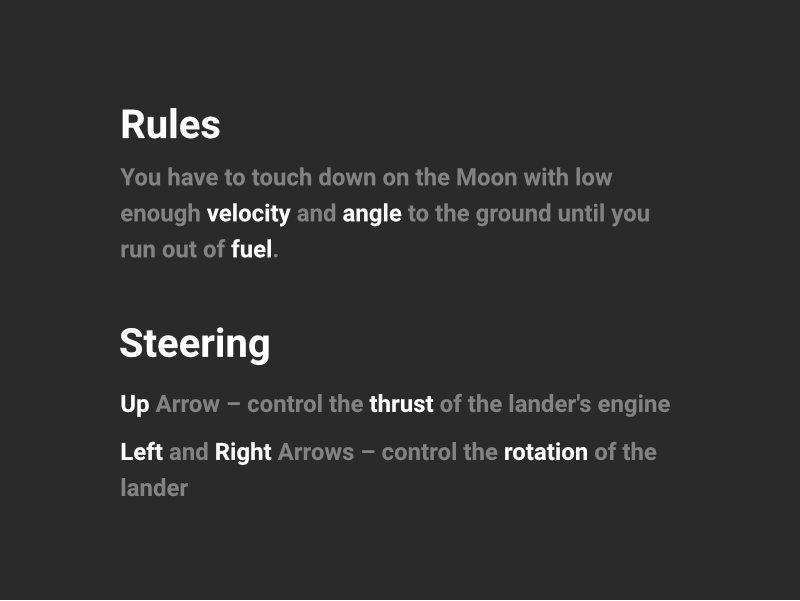 Rules
You have to touch down on the Moon with low
enough velocity and angle to the ground until you
run out of fuel.
Steering
Up Arrow – control the thrust of the lander's engine
Left and Right Arrows – control the rotation of the
lander